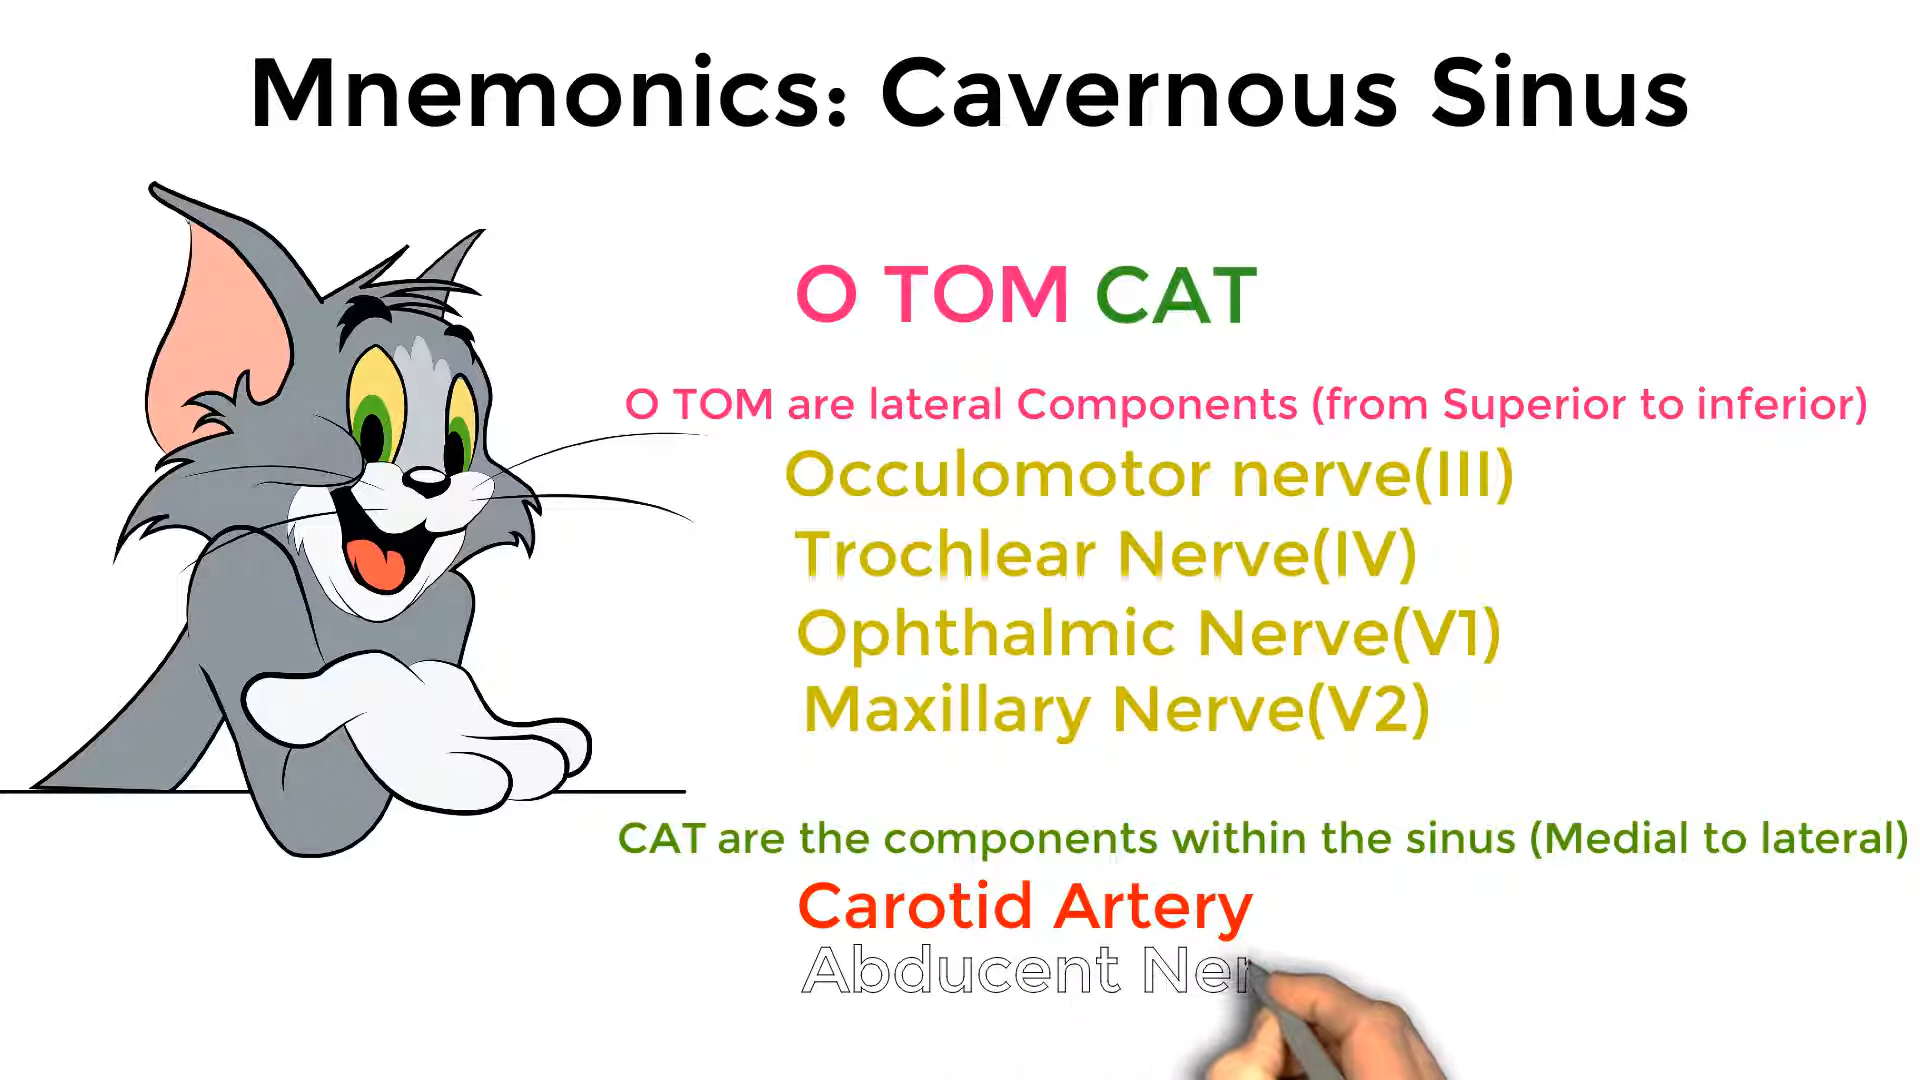 Mnemonics: Cavernous Sinus
O TOM CAT
O TOM are lateral Components (from Superior to inferior)
Occulomotor nerve(III)
Trochlear Nerve(IV)
Ophthalmic Nerve(V1)
Maxillary Nerve(V2)
CAT are the components within the sinus (Medial to lateral)
Carotid Artery
Abducent Ner